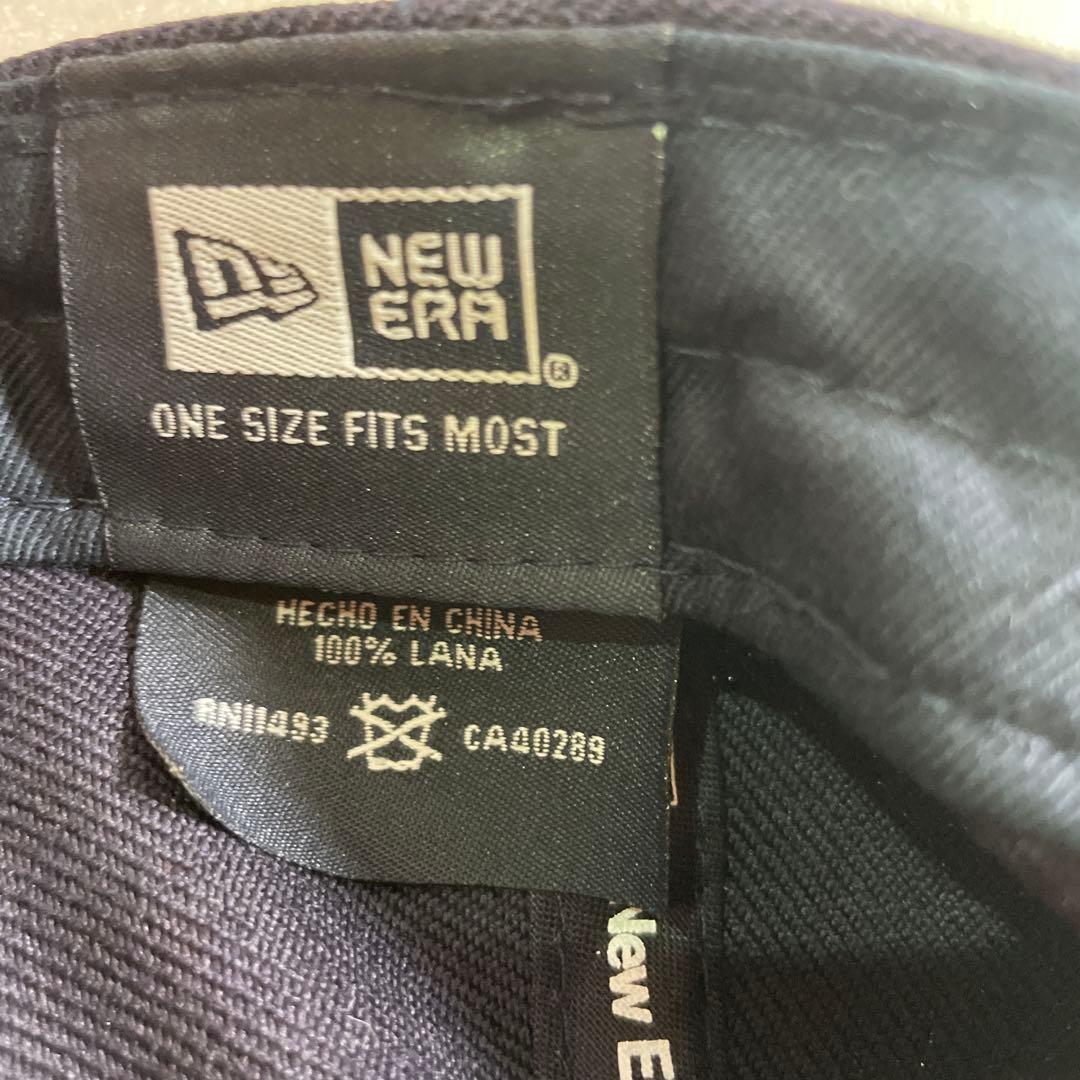 NEW
ERA
®
ONE SIZE FITS MOST
HECHO EN CHINA
100% LANA
RN11493 CA40289
New E